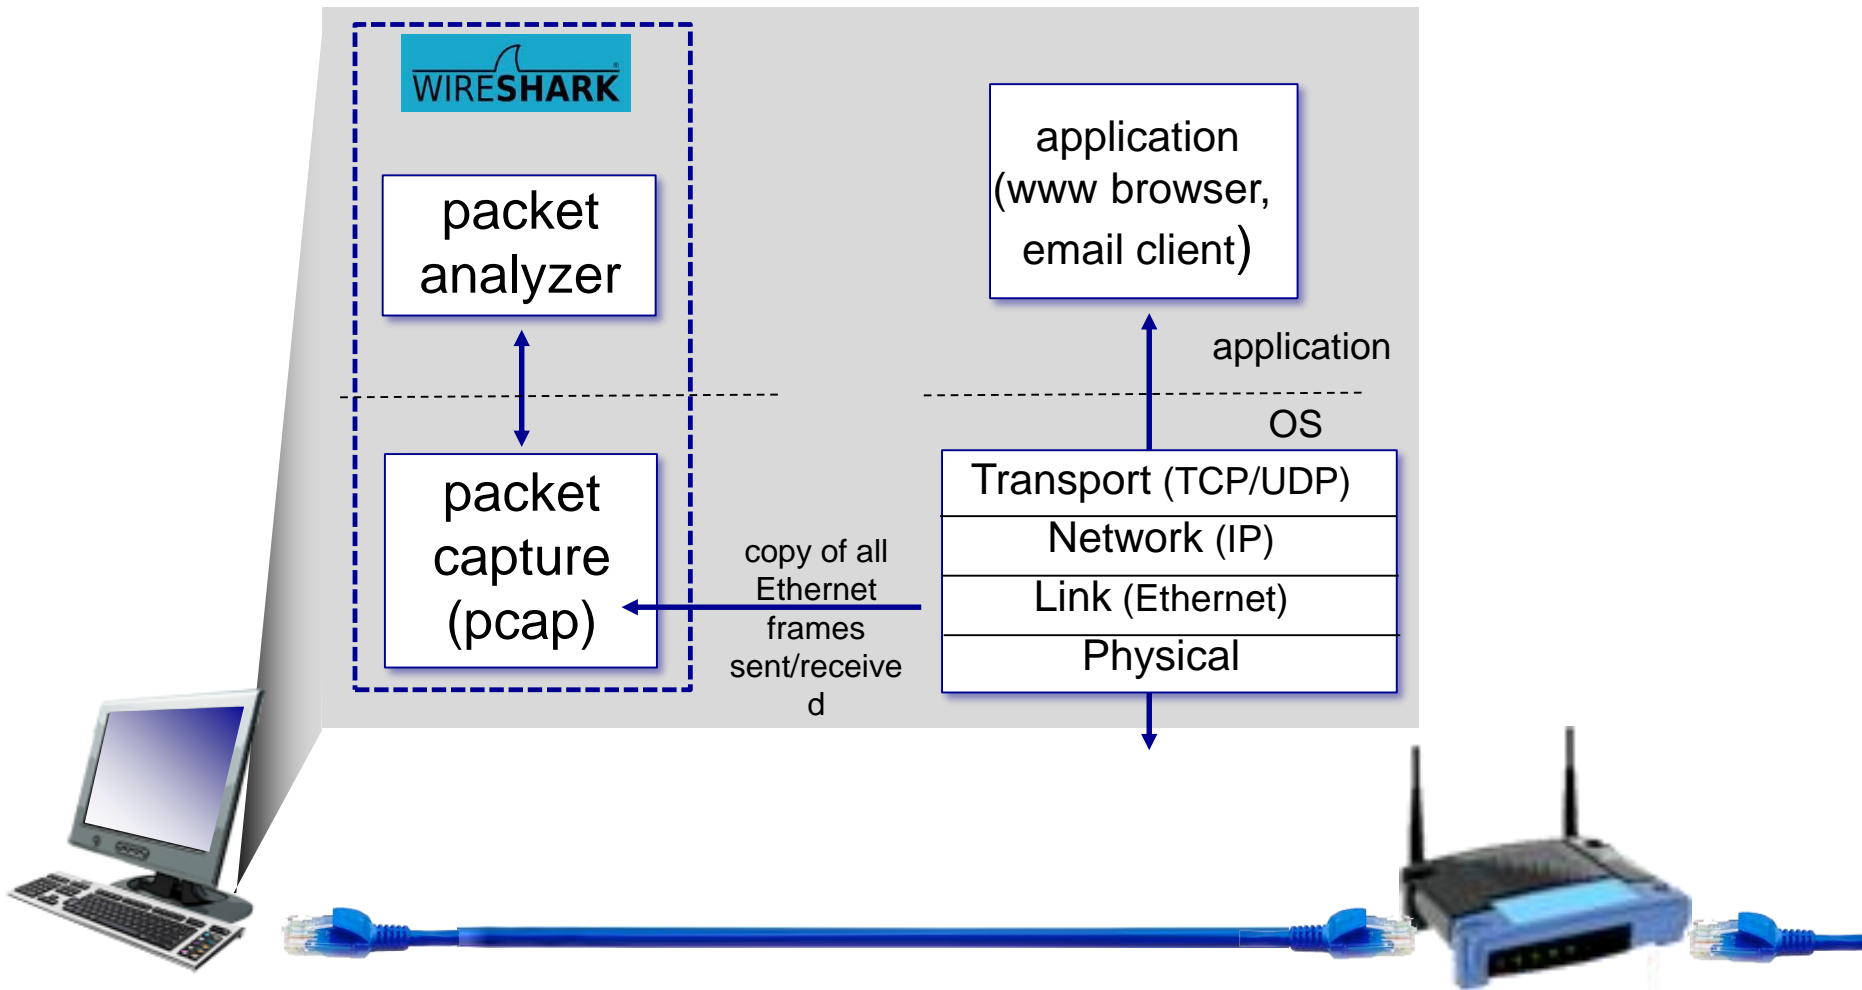 WIRESHARK
packet
analyzer
packet
capture
(pcap)
copy of all
Ethernet
frames
sent/receive
d
application
(www browser,
email client)
application
OS
Transport (TCP/UDP)
Network (IP)
Link (Ethernet)
Physical